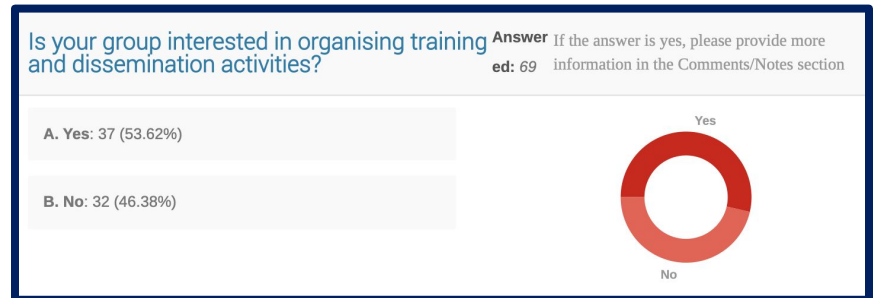 Is your group interested in organising training
and dissemination activities?
Answer
ed: 69
If the answer is yes, please provide more
information in the Comments/Notes section
A. Yes: 37 (53.62%)
B. No: 32 (46.38%)
Yes
No